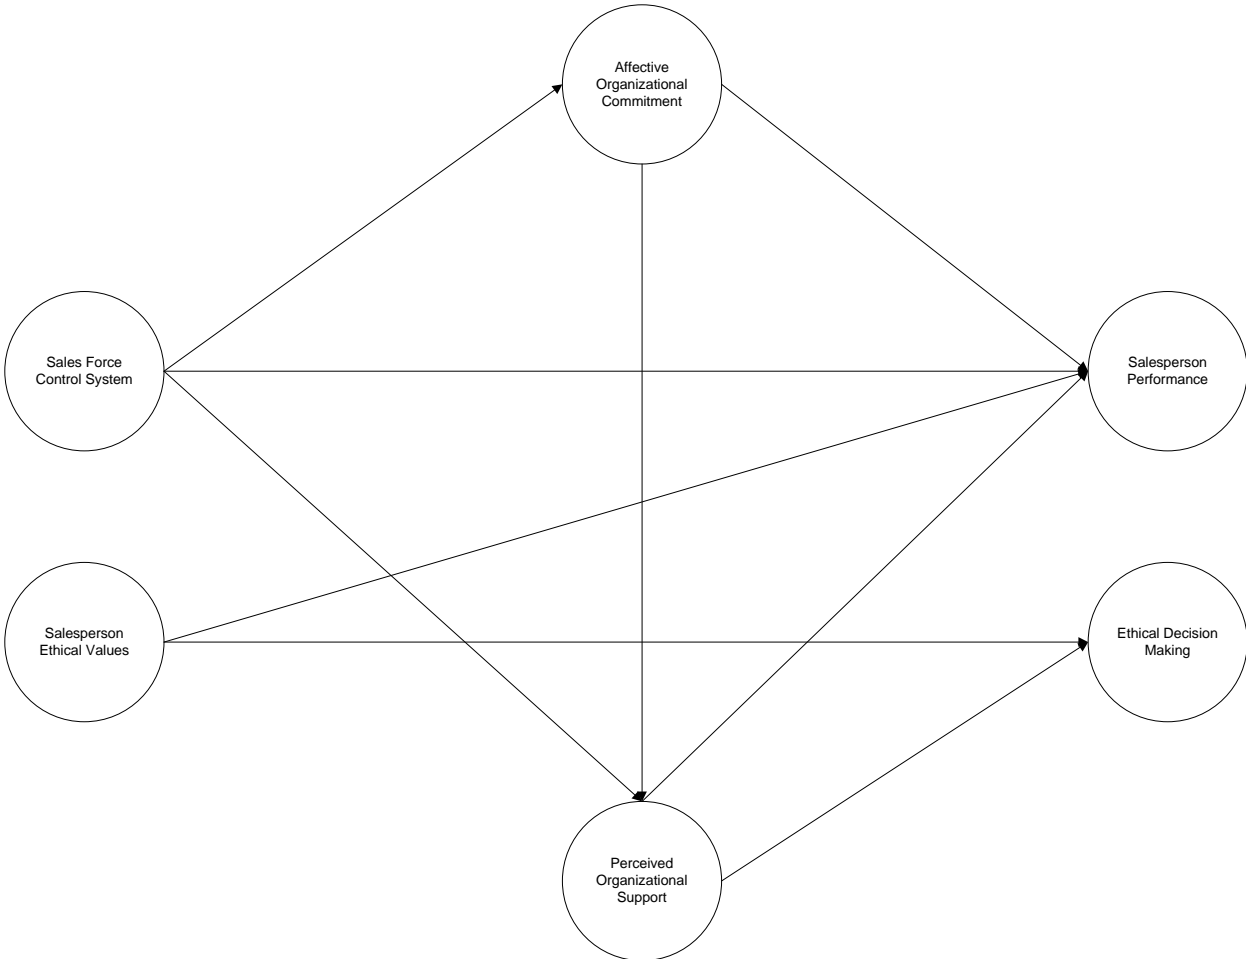 Affective
Organizational
Commitment
Sales Force
Control System
Salesperson
Performance
Salesperson
Ethical Values
Ethical Decision
Making
Perceived
Organizational
Support